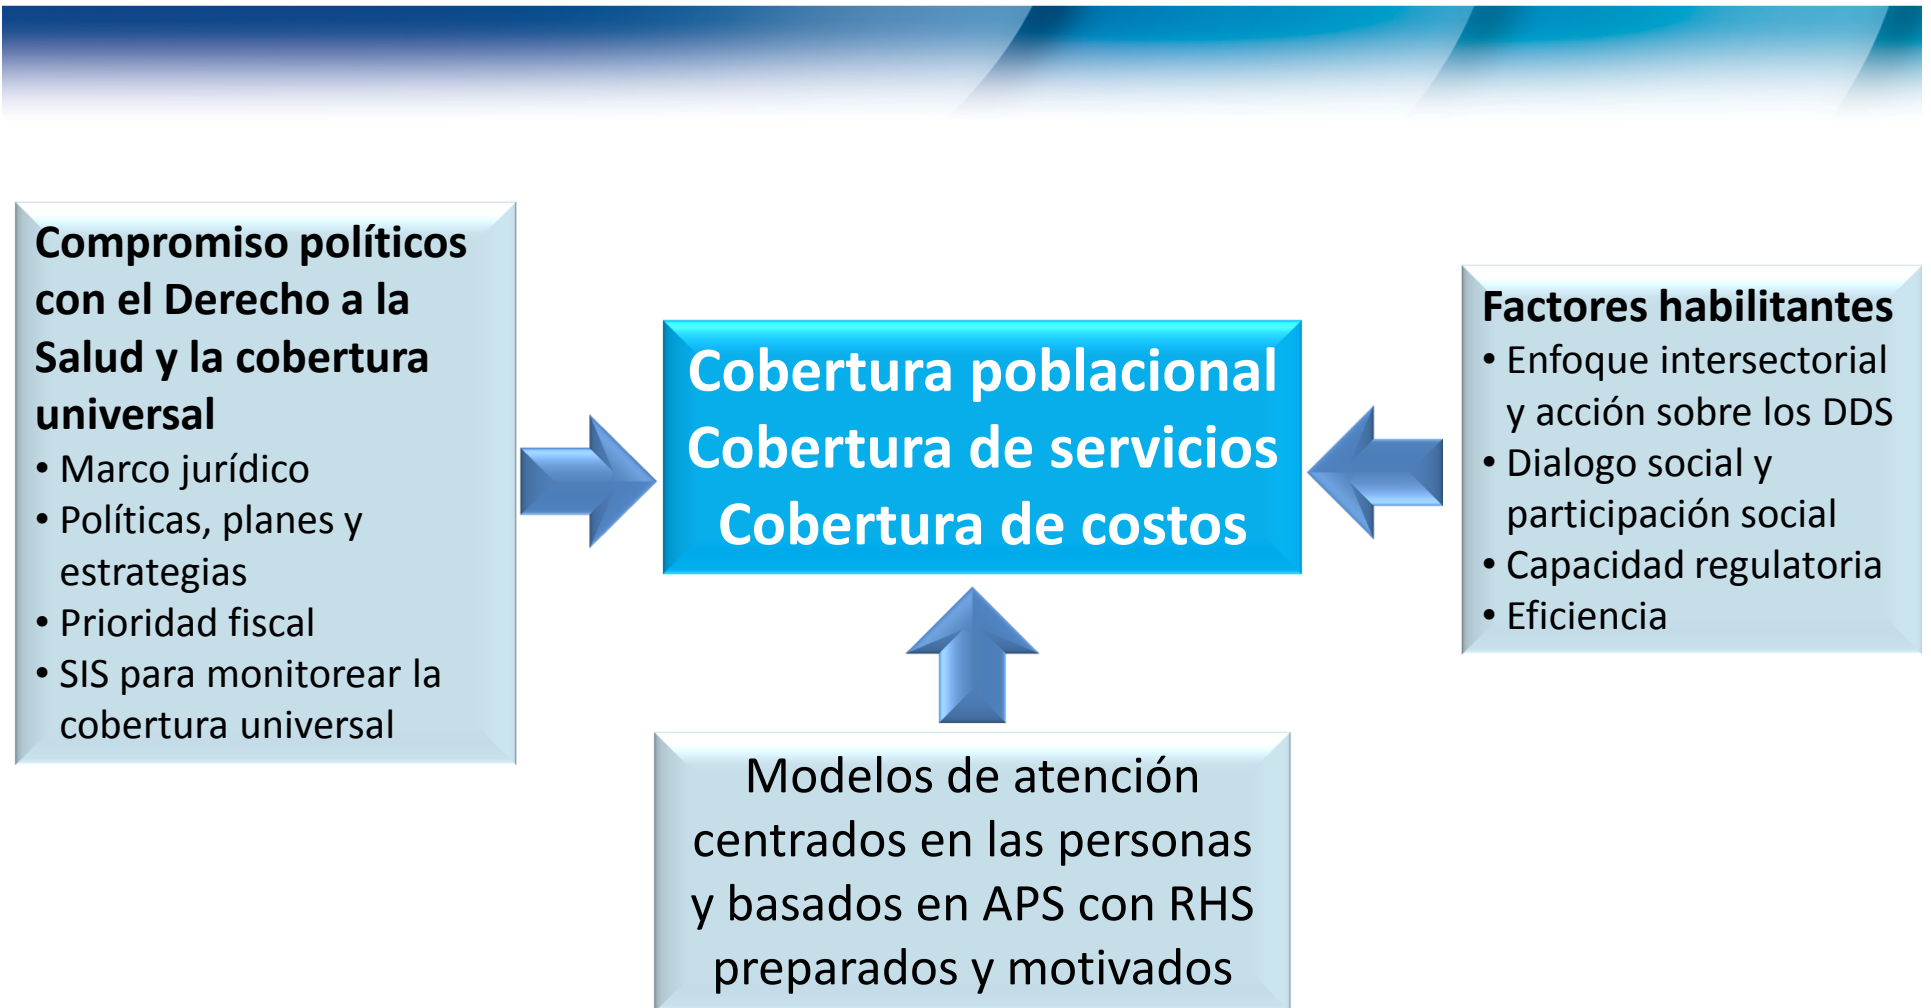 Compromiso políticos
con el Derecho a la
Salud y la cobertura
universal
• Marco jurídico
• Políticas, planes y
estrategias
• Prioridad fiscal
• SIS para monitorear la
cobertura universal
Cobertura poblacional
Cobertura de servicios
Cobertura de costos
Factores habilitantes
• Enfoque intersectorial
y acción sobre los DDS
• Dialogo social y
participación social
• Capacidad regulatoria
• Eficiencia
Modelos de atención
centrados en las personas
y basados en APS con RHS
preparados y motivados